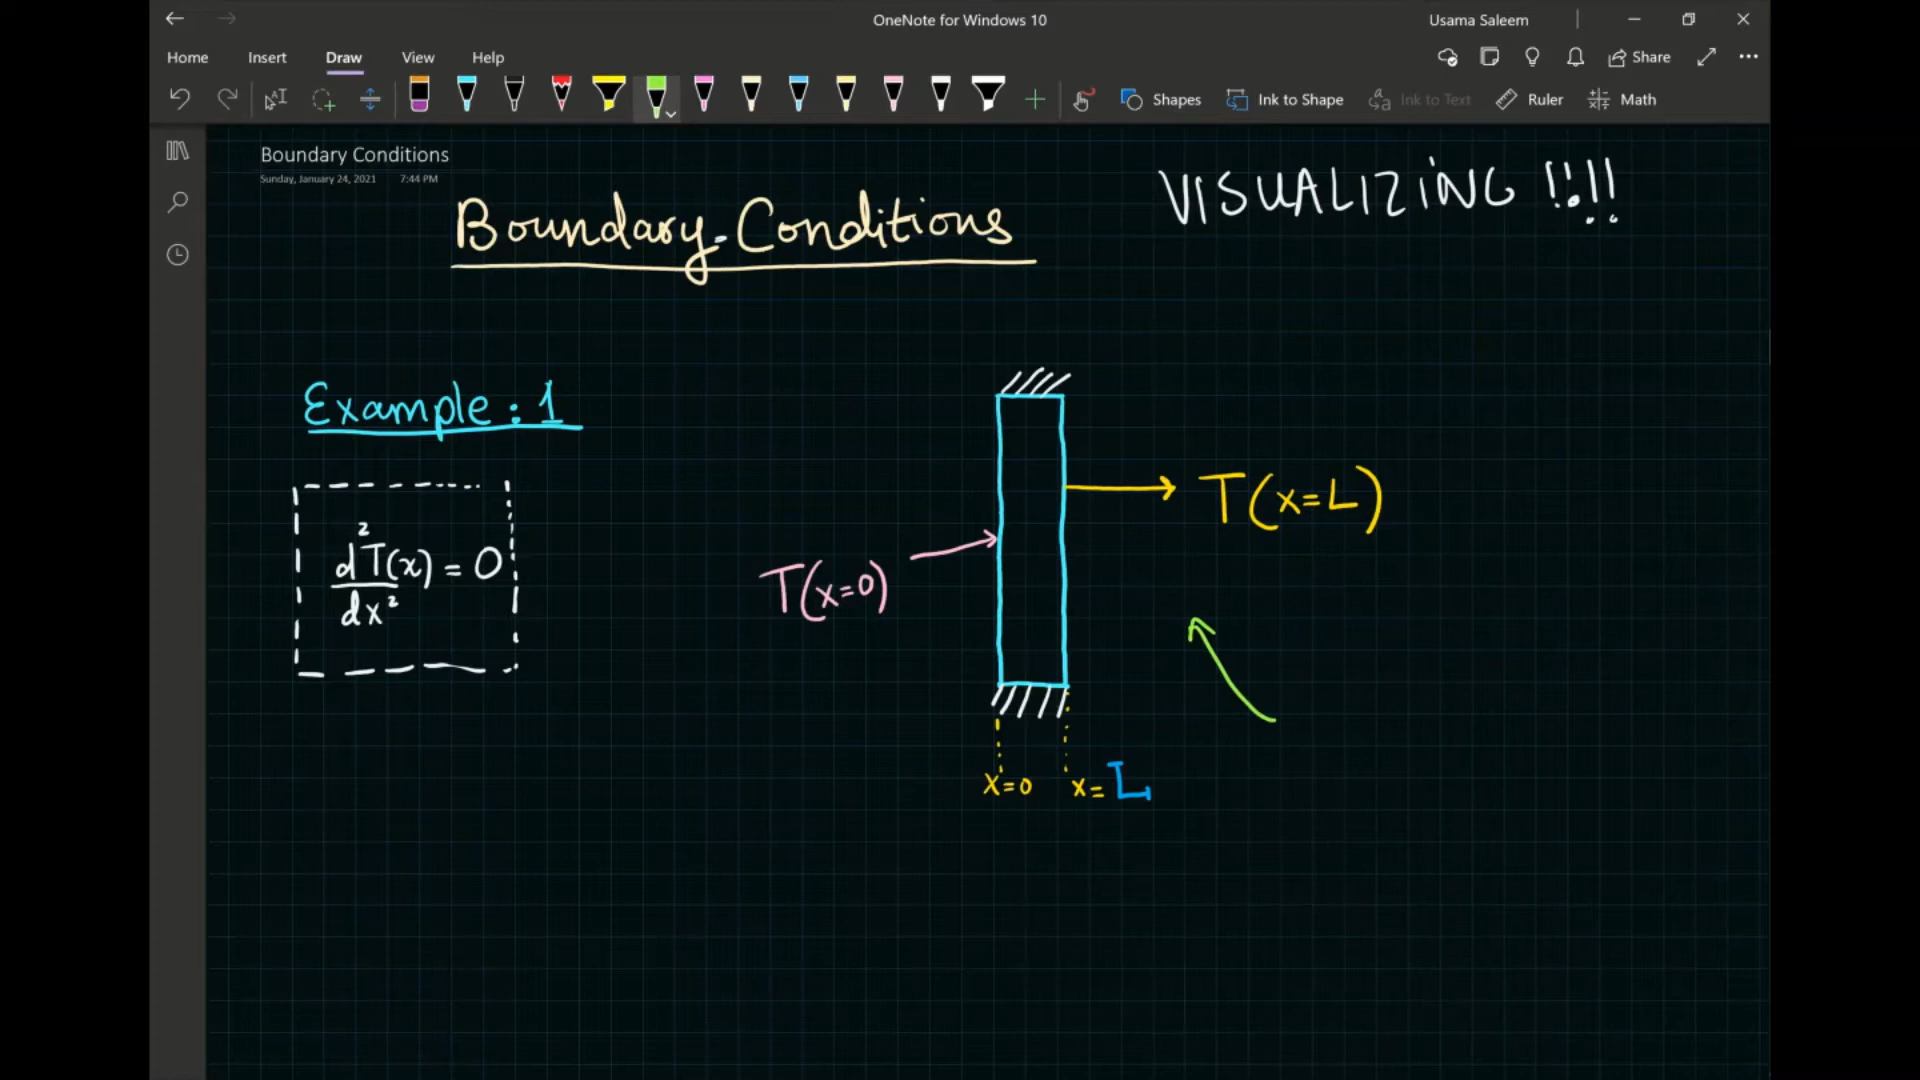 OneNote for Windows 10
Usama Saleem
Home Insert Draw View Help
Share
Shapes Ink to Shape Ink to Text Ruler Math
Boundary Conditions
Sunday, January 24, 2021 7:44 PM
VISUALIZING !!!!
Boundary Conditions
Example: 1
d²T(x)/dx² = 0
T(x=L)
T(x=0)
x=0 x=L